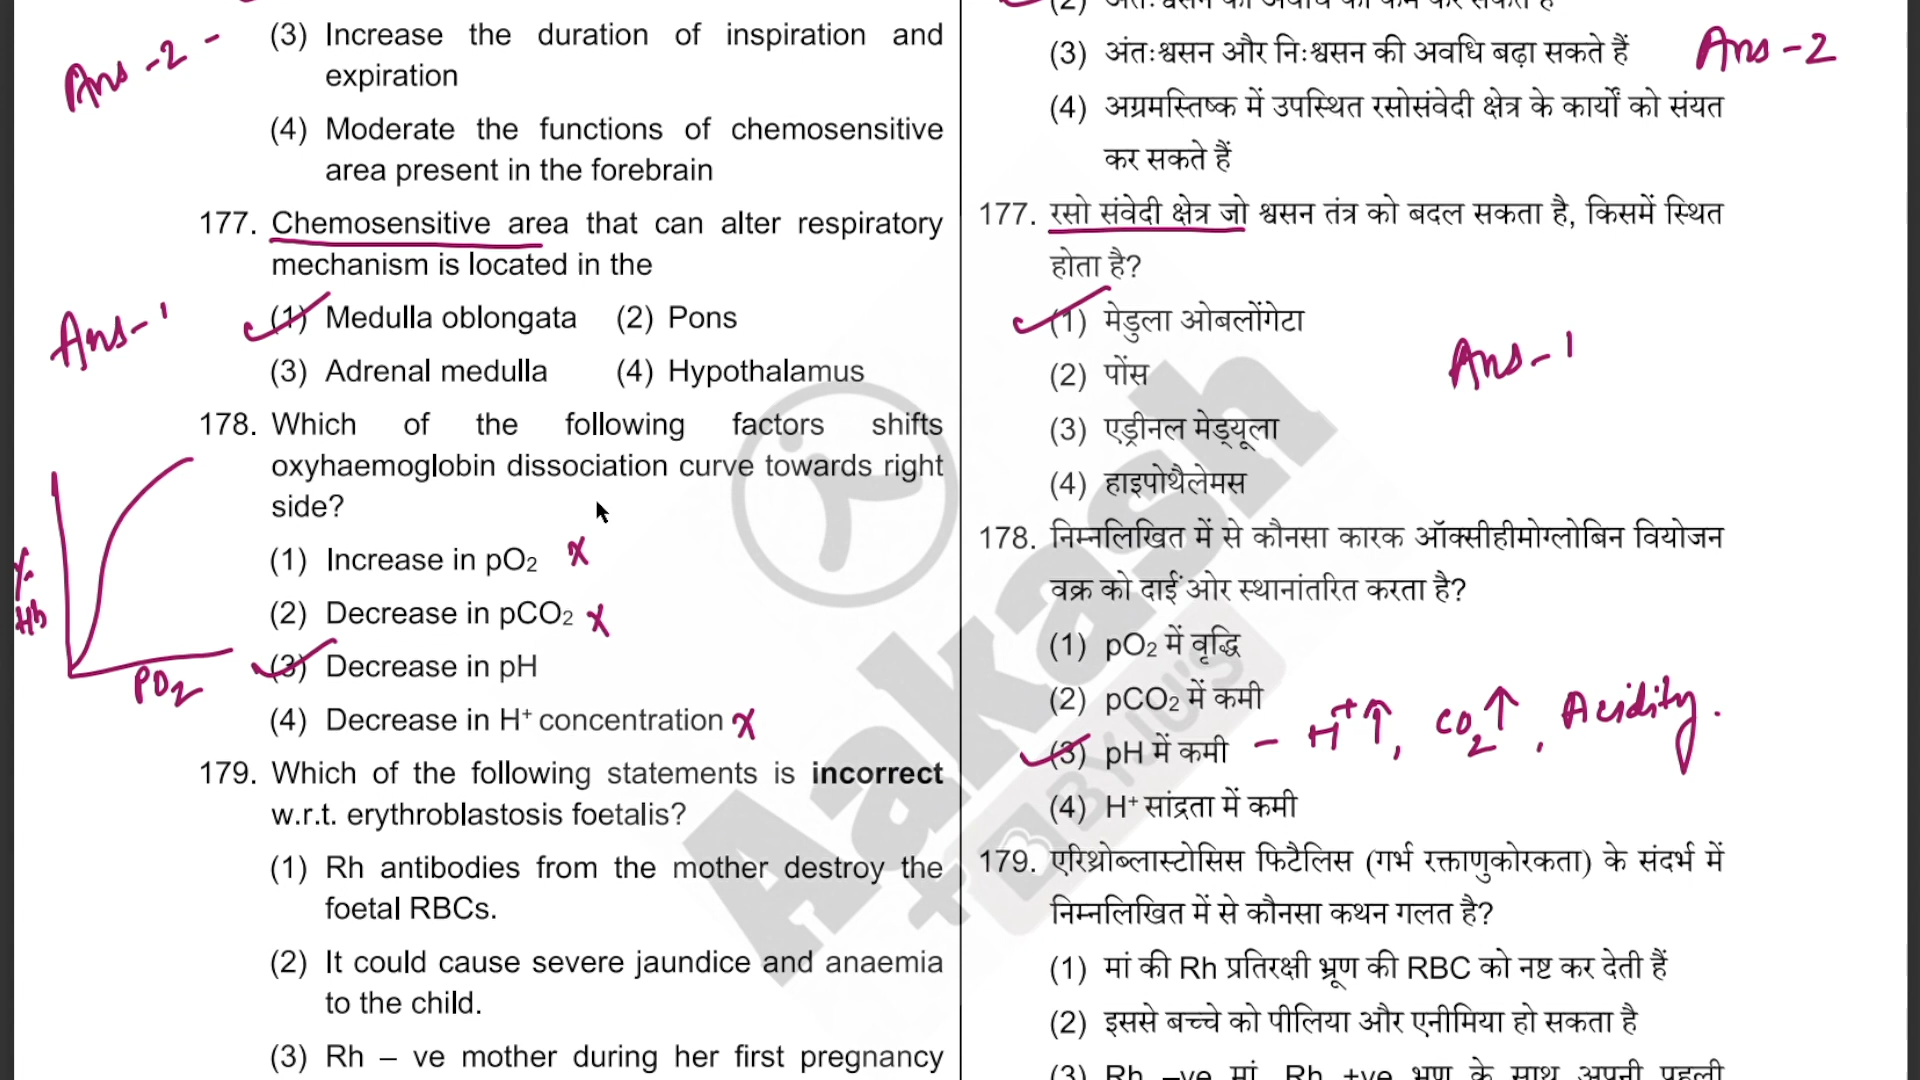 (3) Increase the duration of inspiration and
expiration
(4) Moderate the functions of chemosensitive
area present in the forebrain
Ans - 2 -
177. Chemosensitive area that can alter respiratory
mechanism is located in the
(1) Medulla oblongata (2) Pons
(3) Adrenal medulla (4) Hypothalamus
Ans - 1
178. Which of the following factors shifts
oxyhaemoglobin dissociation curve towards right
side?
(1) Increase in pO2 x
(2) Decrease in pCO2 x
(3) Decrease in pH
(4) Decrease in H+ concentration x
Hb
PO2
179. Which of the following statements is incorrect
w.r.t. erythroblastosis foetalis?
(1) Rh antibodies from the mother destroy the
foetal RBCs.
(2) It could cause severe jaundice and anaemia
to the child.
(3) Rh – ve mother during her first pregnancy
(3) अंतःश्वसन और निःश्वसन की अवधि बढ़ा सकते हैं
Ans - 2
(4) अग्रमस्तिष्क में उपस्थित रसोसंवेदी क्षेत्र के कार्यों को संयत
कर सकते हैं
177. रसो संवेदी क्षेत्र जो श्वसन तंत्र को बदल सकता है, किसमें स्थित
होता है?
(1) मेडुला ओबलोंगेटा
(2) पोंस
(3) एड्रीनल मेड्यूला
(4) हाइपोथैलेमस
Ans - 1
178. निम्नलिखित में से कौनसा कारक ऑक्सीहीमोग्लोबिन वियोजन
वक्र को दाईं ओर स्थानांतरित करता है?
(1) pO2 में वृद्धि
(2) pCO2 में कमी
(3) pH में कमी - H+↑, CO2↑, Acidity.
(4) H+ सांद्रता में कमी
179. एरिथ्रोब्लास्टोसिस फिटैलिस (गर्भ रक्ताणुकोरकता) के संदर्भ में
निम्नलिखित में से कौनसा कथन गलत है?
(1) मां की Rh प्रतिरक्षी भ्रूण की RBC को नष्ट कर देती हैं
(2) इससे बच्चे को पीलिया और एनीमिया हो सकता है
(3) Rh –ve मां, Rh +ve भ्रूण के साथ अपनी पहली
Aakash
BYJU'S